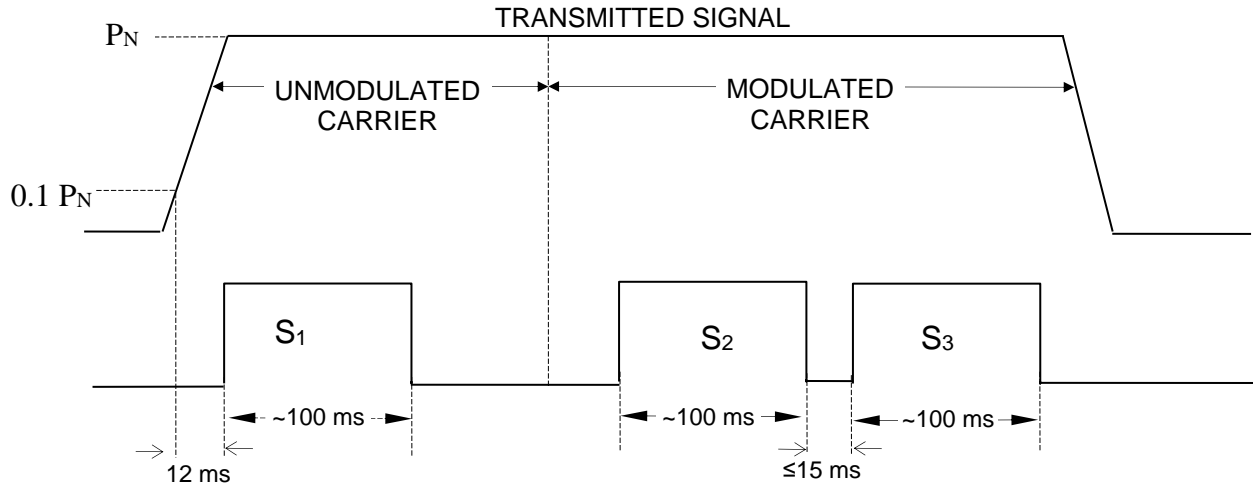 TRANSMITTED SIGNAL
PN
UNMODULATED
CARRIER
MODULATED
CARRIER
0.1 PN
S1
S2
S3
~100 ms
~100 ms
~100 ms
12 ms
≤15 ms